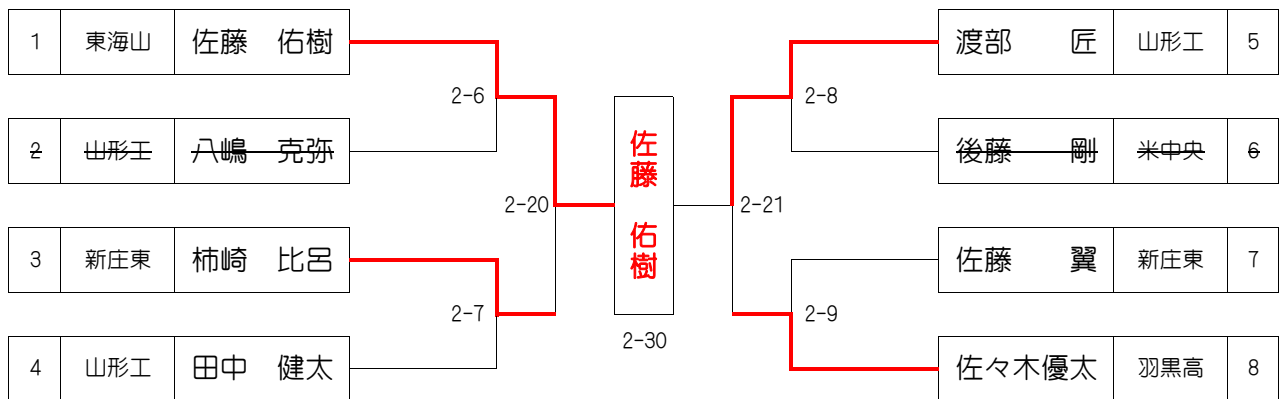 1 東海山 佐藤 佑樹
2 山形工 八嶋 克弥
3 新庄東 柿崎 比呂
4 山形工 田中 健太
2-6
2-7
2-20
佐藤 佑樹
2-30
2-21
2-8
2-9
渡部 匠 山形工 5
後藤 剛 米中央 6
佐藤 翼 新庄東 7
佐々木優太 羽黒高 8